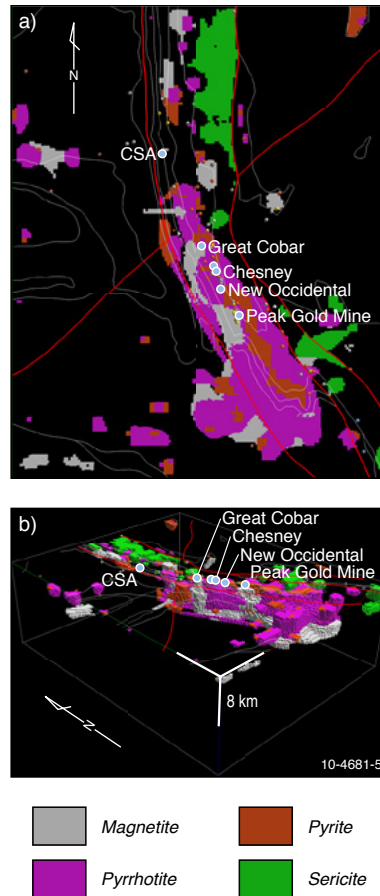 a)
N
CSA
Great Cobar
Chesney
New Occidental
Peak Gold Mine
b)
Great Cobar
Chesney
New Occidental
Peak Gold Mine
CSA
8 km
N
10-4681-5
Magnetite
Pyrite
Pyrrhotite
Sericite